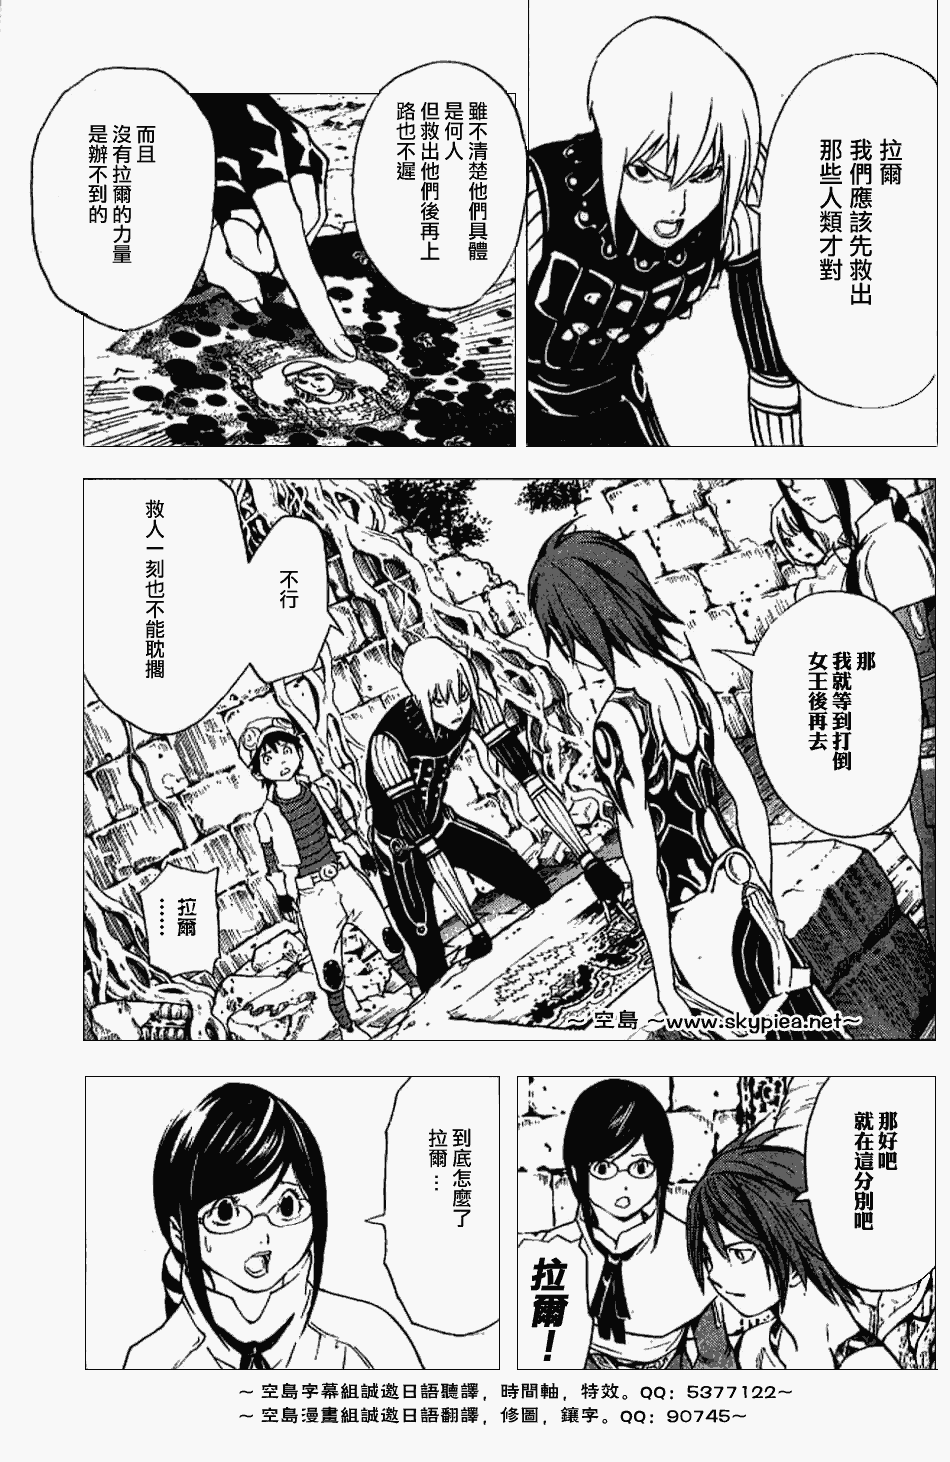 拉爾
我們應該先救出
那些人類才對
雖不清楚他們具體
是何人
但救出他們後再上
路也不遲
而且
沒有拉爾的力量
是辦不到的
那
我就等到打倒
女王後再去
不行
救人一刻也不能耽擱
拉爾
……
～ 空島 ～www.skypiea.net～
那好吧
就在這分別吧
拉爾！
到底怎麼了
拉爾…
～ 空島字幕組誠邀日語聽譯，時間軸，特效。QQ：5377122～
～ 空島漫畫組誠邀日語翻譯，修圖，鑲字。QQ：90745～